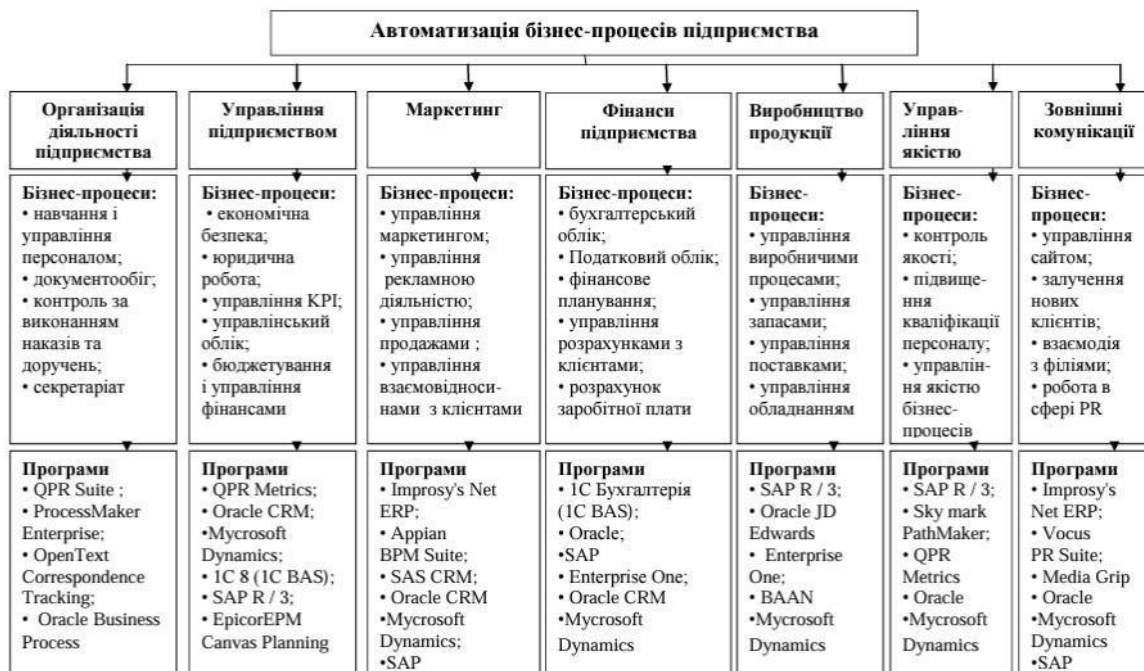 Автоматизація бізнес-процесів підприємства
Організація
діяльності
підприємства
Управління
підприємством
Маркетинг
Фінанси
підприємства
Виробництво
продукції
Управ-
ління
якістю
Зовнішні
комунікації
Бізнес-процеси:
• навчання і
управління
персоналом;
• документообіг;
• контроль за
виконанням
наказів та
доручень;
• секретаріат
Бізнес-процеси:
• економічна
безпека;
• юридична
робота;
• управління KPI;
• управлінський
облік;
• бюджетування
і управління
фінансами
Бізнес-процеси:
• управління
маркетингом;
• управління
рекламною
діяльністю;
• управління
продажами ;
• управління
взаємовідноси-
нами з клієнтами
Бізнес-процеси:
• бухгалтерський
облік;
• Податковий облік;
• фінансове
планування;
• управління
розрахунками з
клієнтами;
• розрахунок
заробітної плати
Бізнес-
процеси:
• управління
виробничими
процесами;
• управління
запасами;
• управління
поставками;
• управління
обладнанням
Бізнес-
процеси:
• контроль
якості;
• підвище-
ння
кваліфікації
персоналу;
• управлін-
ня якістю
бізнес-
процесів
Бізнес-
процеси:
• управління
сайтом;
• залучення
нових
клієнтів;
• взаємодія
з філіями;
• робота в
сфері PR
Програми
• QPR Suite ;
• ProcessMaker
Enterprise;
• OpenText
Correspondence
Tracking;
• Oracle Business
Process
Програми
• QPR Metrics;
• Oracle CRM;
•Mycrosoft
Dynamics;
• 1С 8 (1С BAS);
• SAP R / 3;
• EpicorEPM
Canvas Planning
Програми
• Improsy's Net
ERP;
• Appian
BPM Suite;
• SAS CRM;
• Oracle CRM
•Mycrosoft
Dynamics;
•SAP
Програми
• 1С Бухгалтерія
(1С BAS);
• Oracle;
•SAP
• Enterprise One;
• Oracle CRM
•Mycrosoft
Dynamics
Програми
• SAP R / 3;
• Oracle JD
Edwards
• Enterprise
One;
• BAAN
•Mycrosoft
Dynamics
Програми
• SAP R / 3;
• Sky mark
PathMaker;
• QPR
Metrics
• Oracle
Mycrosoft
Dynamics
Програми
• Improsy's
Net ERP;
• Vocus
PR Suite;
• Media Grip
• Oracle
•Mycrosoft
Dynamics
•SAP